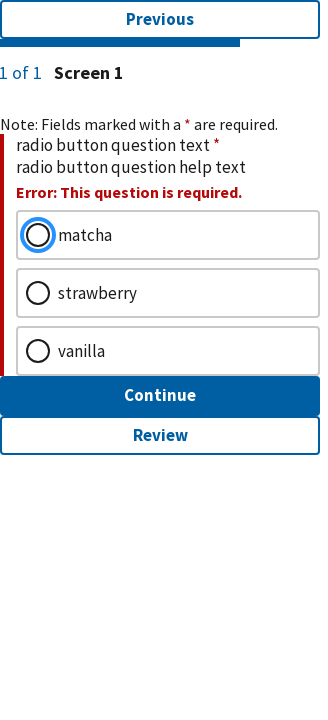 Previous
1 of 1 Screen 1
Note: Fields marked with a * are required.
radio button question text *
radio button question help text
Error: This question is required.
matcha
strawberry
vanilla
Continue
Review